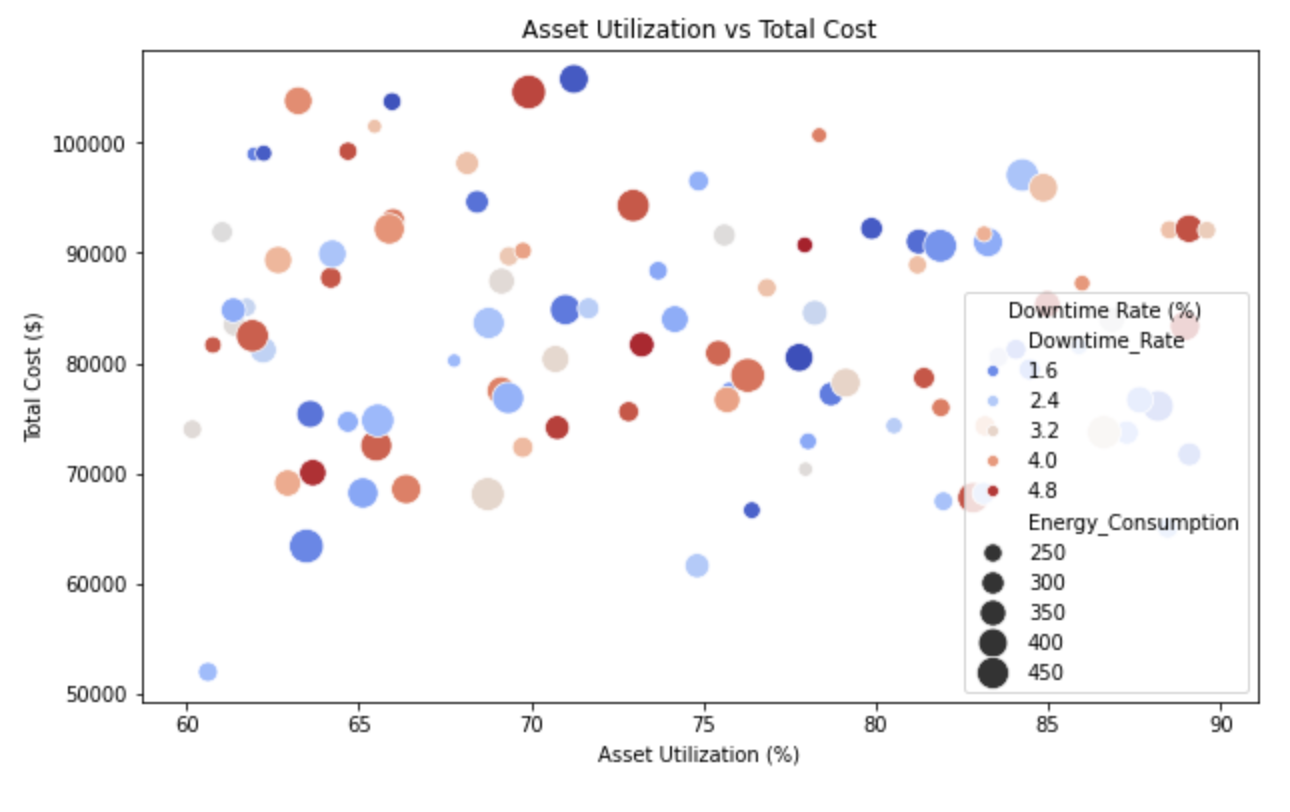 Asset Utilization vs Total Cost
Total Cost ($)
100000
90000
80000
70000
60000
50000
Downtime Rate (%)
Downtime_Rate
1.6
2.4
3.2
4.0
4.8
Energy_Consumption
250
300
350
400
450
60 65 70 75 80 85 90
Asset Utilization (%)